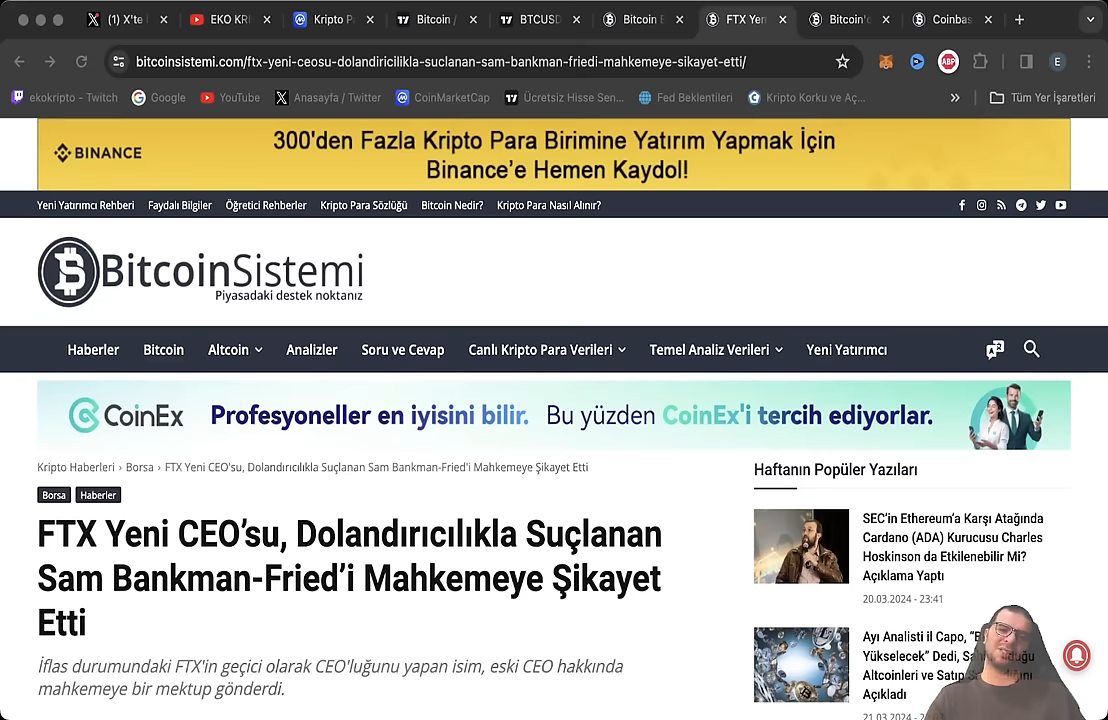 (1) X'te
EKO KRİ
Kripto P
Bitcoin /
BTCUSD
Bitcoin E
FTX Yen
Bitcoin'd
Coinbas
bitcoinsistemi.com/ftx-yeni-ceosu-dolandiricilikla-suclanan-sam-bankman-friedi-mahkemeye-sikayet-etti/
ABP
E
ekokripto – Twitch
Google
YouTube
Anasayfa / Twitter
CoinMarketCap
Ücretsiz Hisse Sen...
Fed Beklentileri
Kripto Korku ve Aç...
Tüm Yer İşaretleri
BINANCE
300'den Fazla Kripto Para Birimine Yatırım Yapmak İçin
Binance'e Hemen Kaydol!
Yeni Yatırımcı Rehberi
Faydalı Bilgiler
Öğretici Rehberler
Kripto Para Sözlüğü
Bitcoin Nedir?
Kripto Para Nasıl Alınır?
BitcoinSistemi
Piyasadaki destek noktanız
Haberler
Bitcoin
Altcoin
Analizler
Soru ve Cevap
Canlı Kripto Para Verileri
Temel Analiz Verileri
Yeni Yatırımcı
CoinEx
Profesyoneller en iyisini bilir. Bu yüzden CoinEx'i tercih ediyorlar.
Kripto Haberleri › Borsa › FTX Yeni CEO'su, Dolandırıcılıkla Suçlanan Sam Bankman-Fried'i Mahkemeye Şikayet Etti
Borsa
Haberler
FTX Yeni CEO'su, Dolandırıcılıkla Suçlanan
Sam Bankman-Fried'i Mahkemeye Şikayet
Etti
İflas durumundaki FTX'in geçici olarak CEO'luğunu yapan isim, eski CEO hakkında
mahkemeye bir mektup gönderdi.
Haftanın Popüler Yazıları
SEC'in Ethereum'a Karşı Atağında
Cardano (ADA) Kurucusu Charles
Hoskinson da Etkilenebilir Mi?
Açıklama Yaptı
20.03.2024 - 23:41
Ayı Analisti il Capo,
Yükselecek" Dedi,
Altcoinleri ve Satış
Açıkladı
21.03.2024